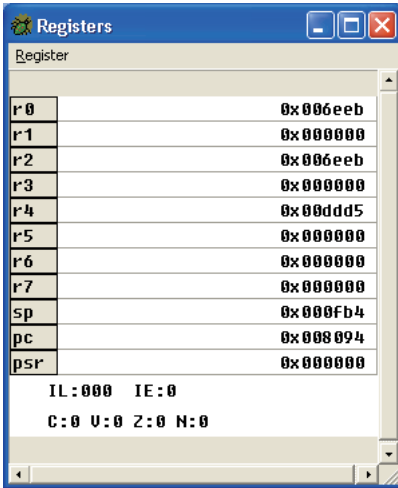 Registers
Register
r0 0x006eeb
r1 0x000000
r2 0x006eeb
r3 0x000000
r4 0x00ddd5
r5 0x000000
r6 0x000000
r7 0x000000
sp 0x000fb4
pc 0x008094
psr 0x000000
IL:000 IE:0
C:0 V:0 Z:0 N:0